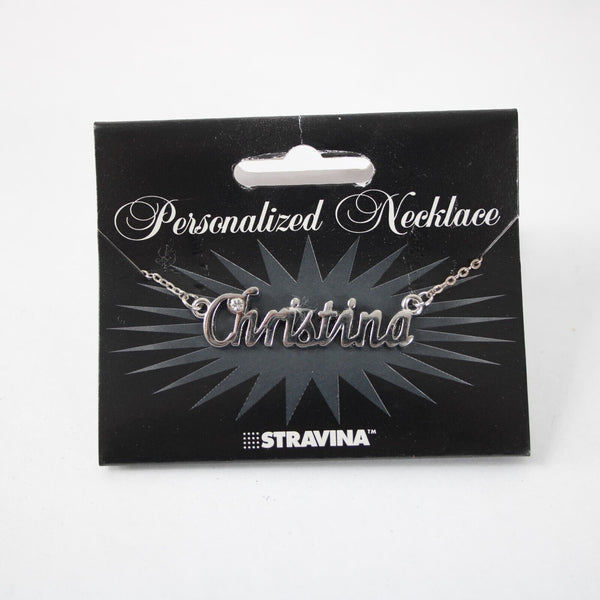 Personalized Necklace
Christina
STRAVINA™